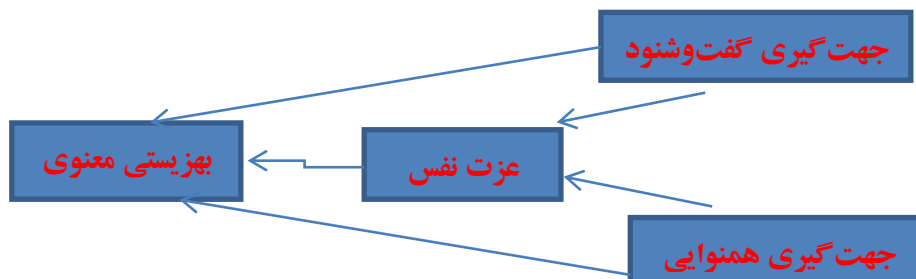 جهت‌گیری گفت‌وشنود
عزت نفس
بهزیستی معنوی
جهت‌گیری همنوایی